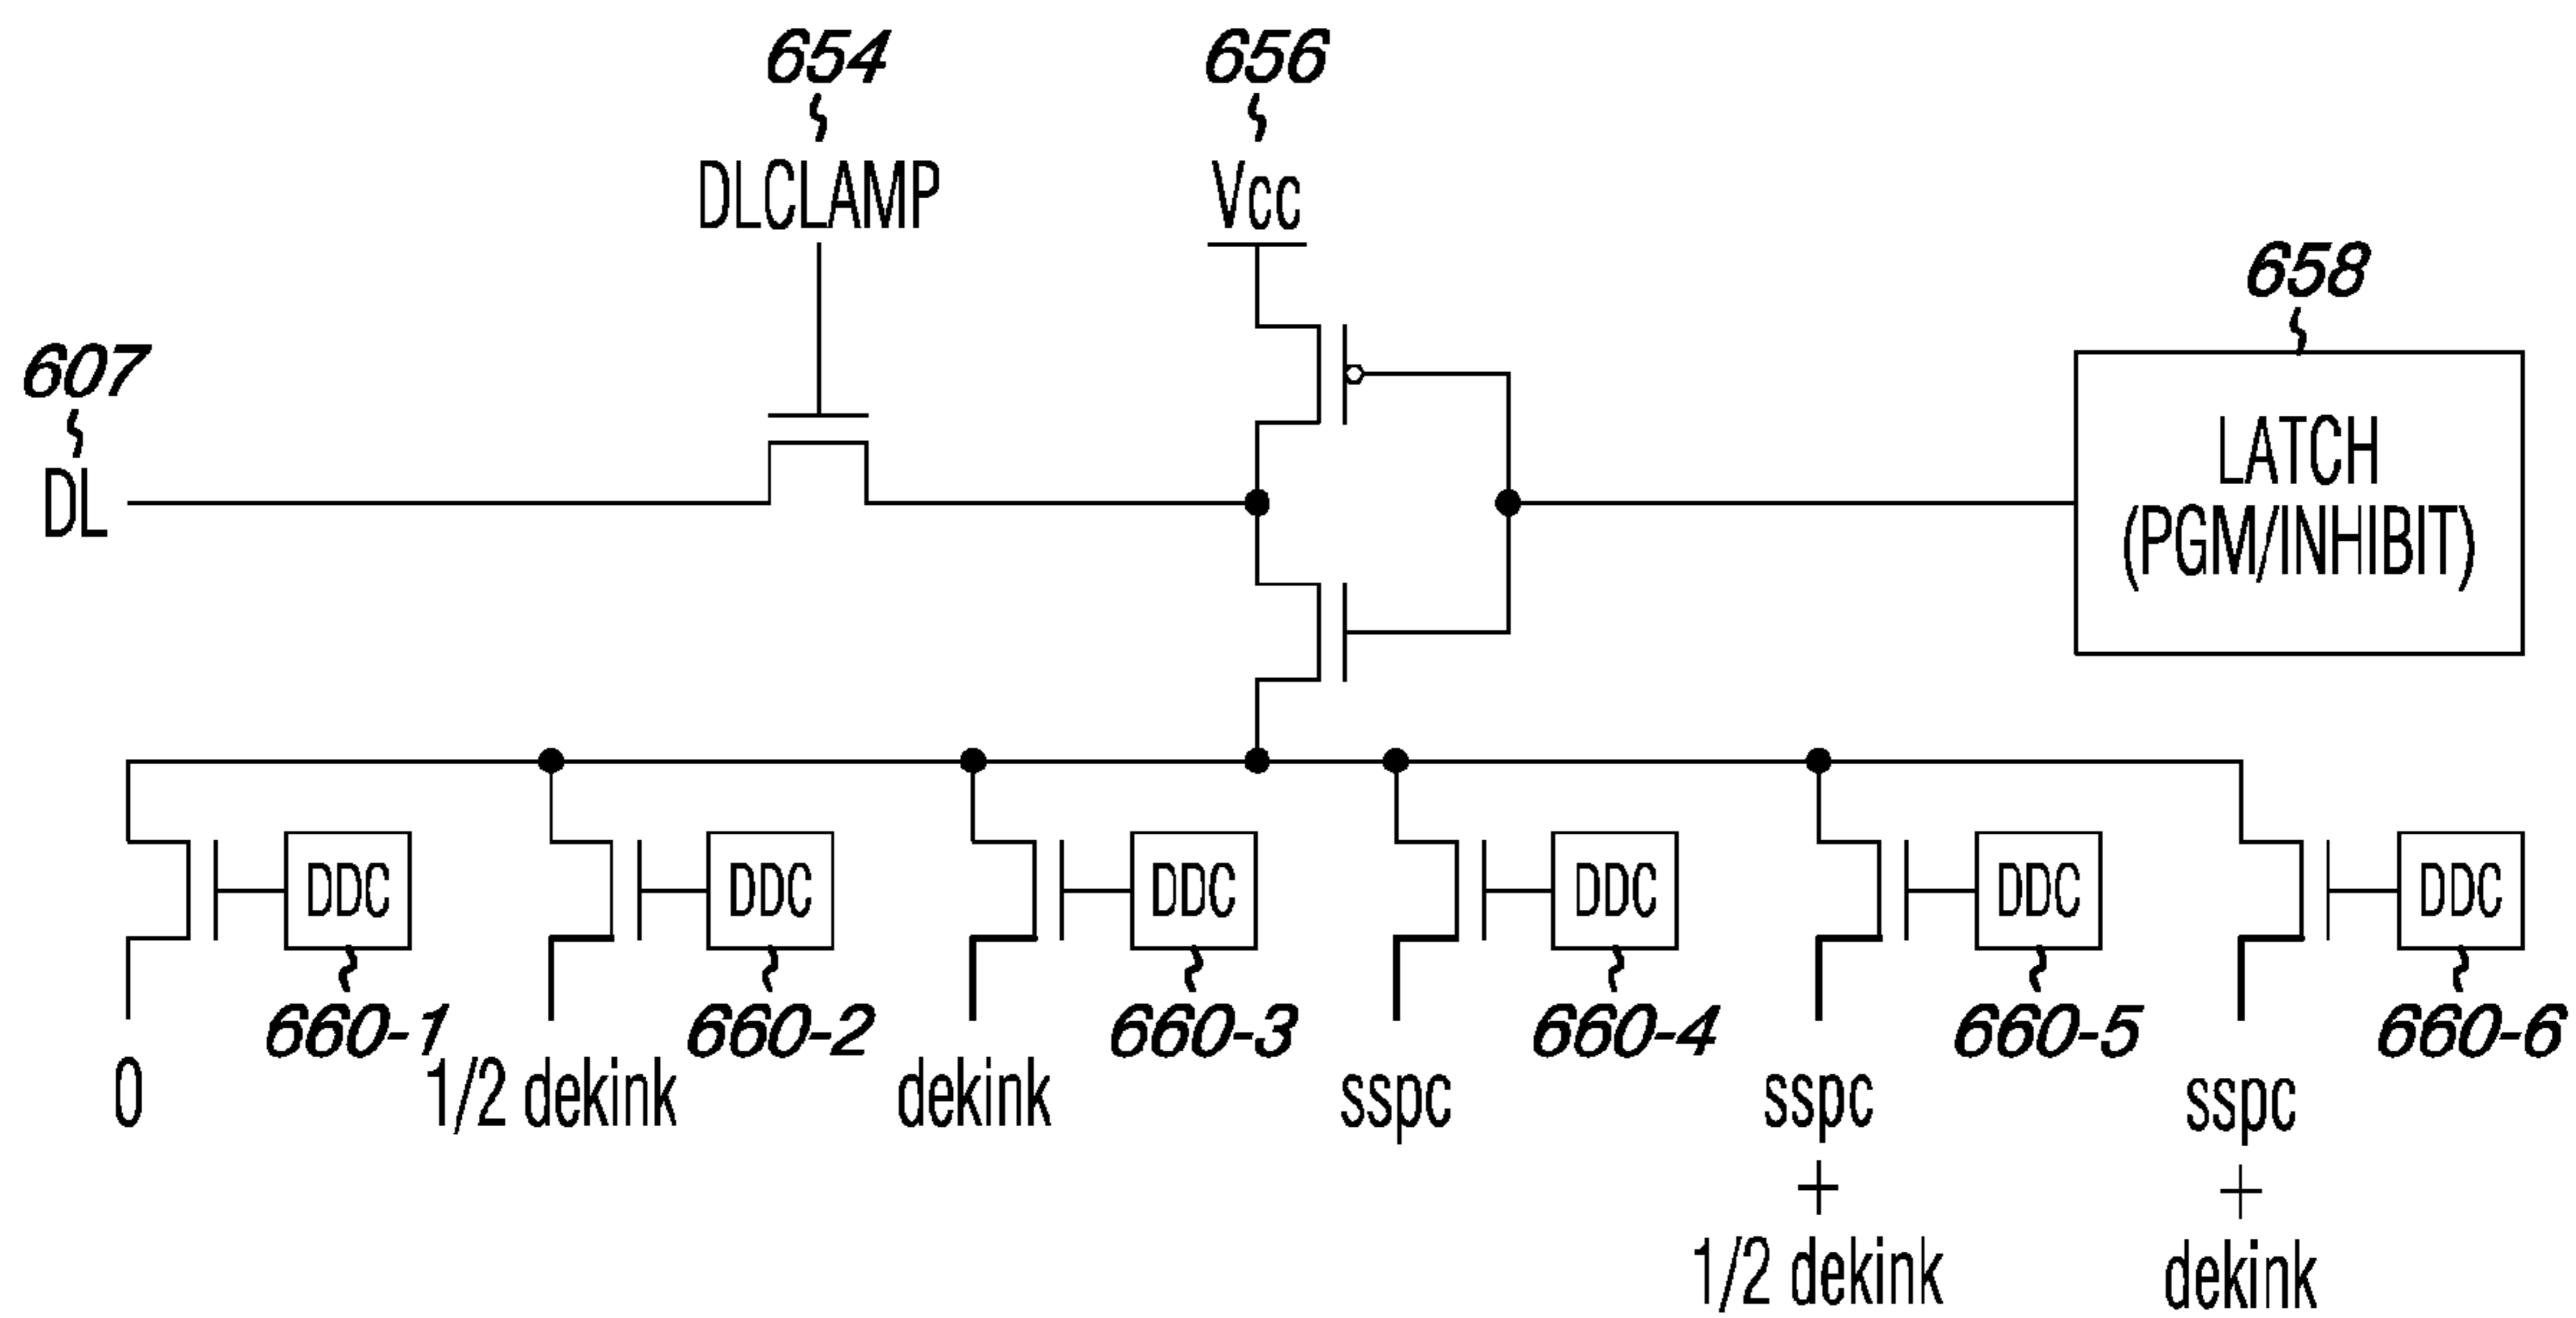 654
656
DLCLAMP
Vcc
658
607
DL
LATCH
(PGM/INHIBIT)
DDC
DDC
DDC
DDC
DDC
DDC
660-1
660-2
660-3
660-4
660-5
660-6
0
1/2 dekink
dekink
sspc
sspc
+
1/2 dekink
sspc
+
dekink